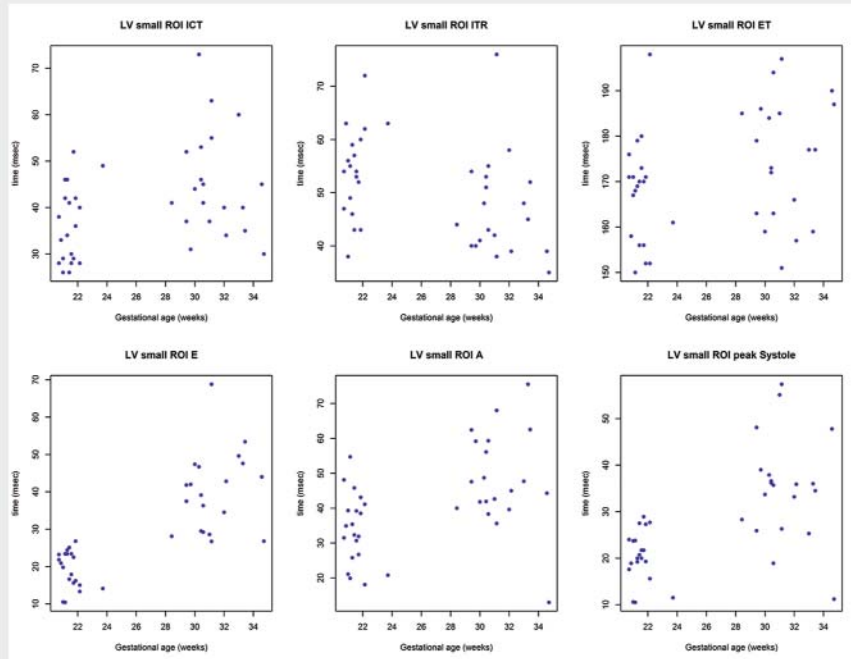 LV small ROI ICT
time (msec)
70
60
50
40
30
22 24 26 28 30 32 34
Gestational age (weeks)
LV small ROI ITR
time (msec)
70
60
50
40
22 24 26 28 30 32 34
Gestational age (weeks)
LV small ROI ET
time (msec)
190
180
170
160
150
22 24 26 28 30 32 34
Gestational age (weeks)
LV small ROI E
time (msec)
70
60
50
40
30
20
10
22 24 26 28 30 32 34
Gestational age (weeks)
LV small ROI A
time (msec)
70
60
50
40
30
20
22 24 26 28 30 32 34
Gestational age (weeks)
LV small ROI peak Systole
time (msec)
50
40
30
20
10
22 24 26 28 30 32 34
Gestational age (weeks)